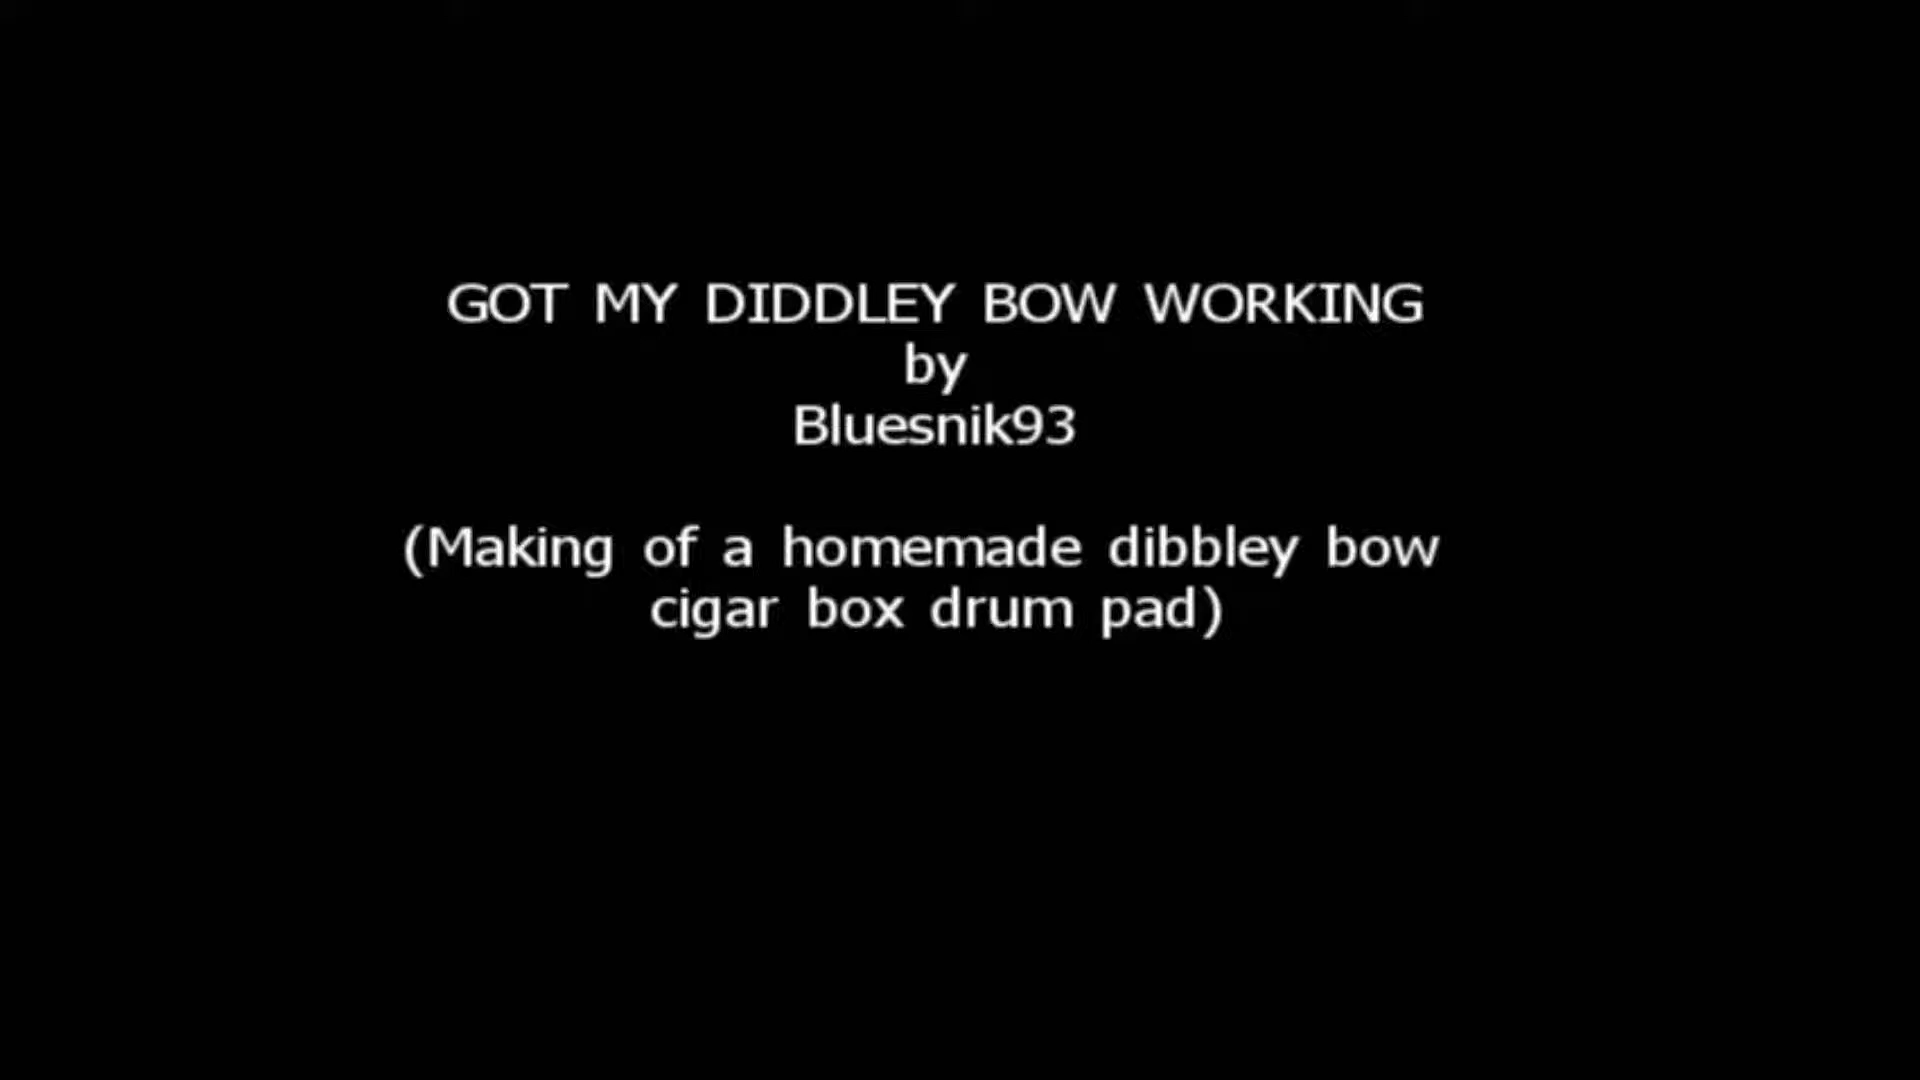 GOT MY DIDDLEY BOW WORKING
by
Bluesnik93
(Making of a homemade dibbley bow
cigar box drum pad)